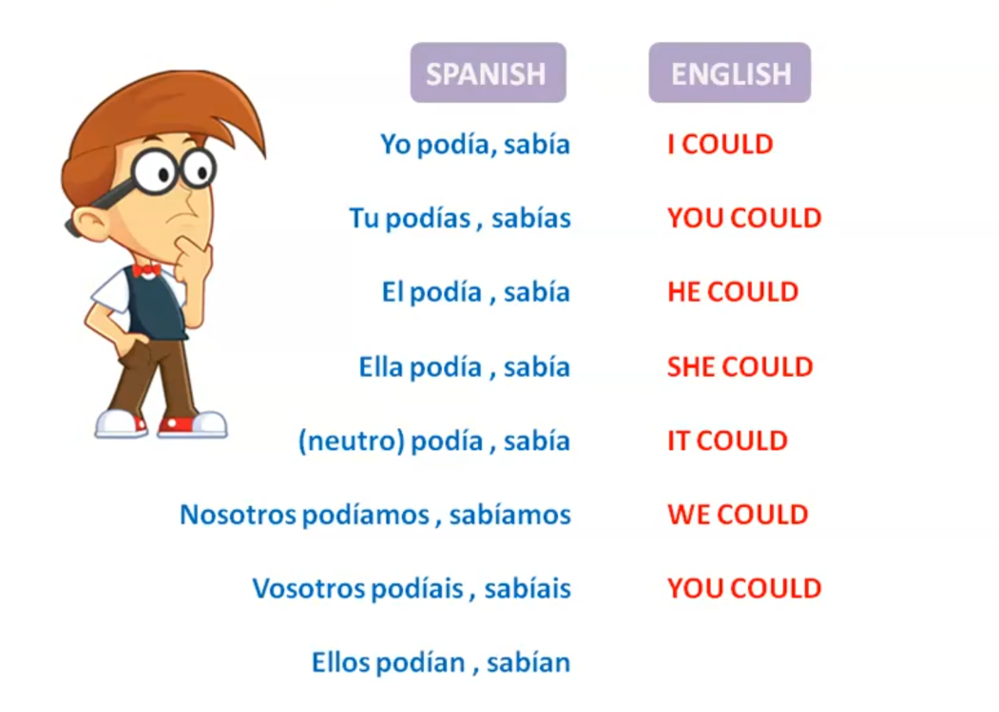 SPANISH ENGLISH
Yo podía, sabía I COULD
Tu podías , sabías YOU COULD
El podía , sabía HE COULD
Ella podía , sabía SHE COULD
(neutro) podía , sabía IT COULD
Nosotros podíamos , sabíamos WE COULD
Vosotros podíais , sabíais YOU COULD
Ellos podían , sabían